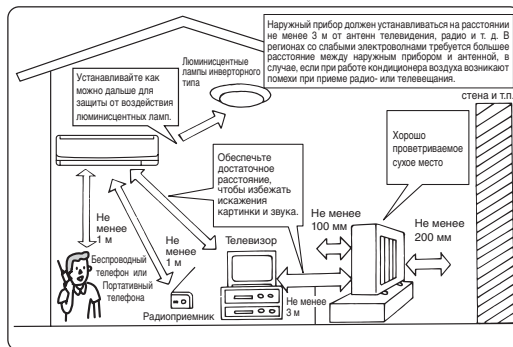 Наружный прибор должен устанавливаться на расстоянии
не менее 3 м от антенн телевидения, радио и т. д. В
регионах со слабыми электроволнами требуется большее
расстояние между наружным прибором и антенной, в
случае, если при работе кондиционера воздуха возникают
помехи при приеме радио- или телевещания.
Люминисцентные
лампы инверторного
типа
Устанавливайте как
можно дальше для
защиты от воздействия
люминисцентных ламп.
стена и т.п.
Хорошо
проветриваемое
сухое место
Обеспечьте
достаточное
расстояние,
чтобы избежать
искажения
картинки и звука.
Не менее
100 мм
Не менее
200 мм
Не
менее
1 м
Не
менее
1 м
Телевизор
Беспроводный
телефон или
Портативный
телефона
Радиоприемник
Не
менее
3 м